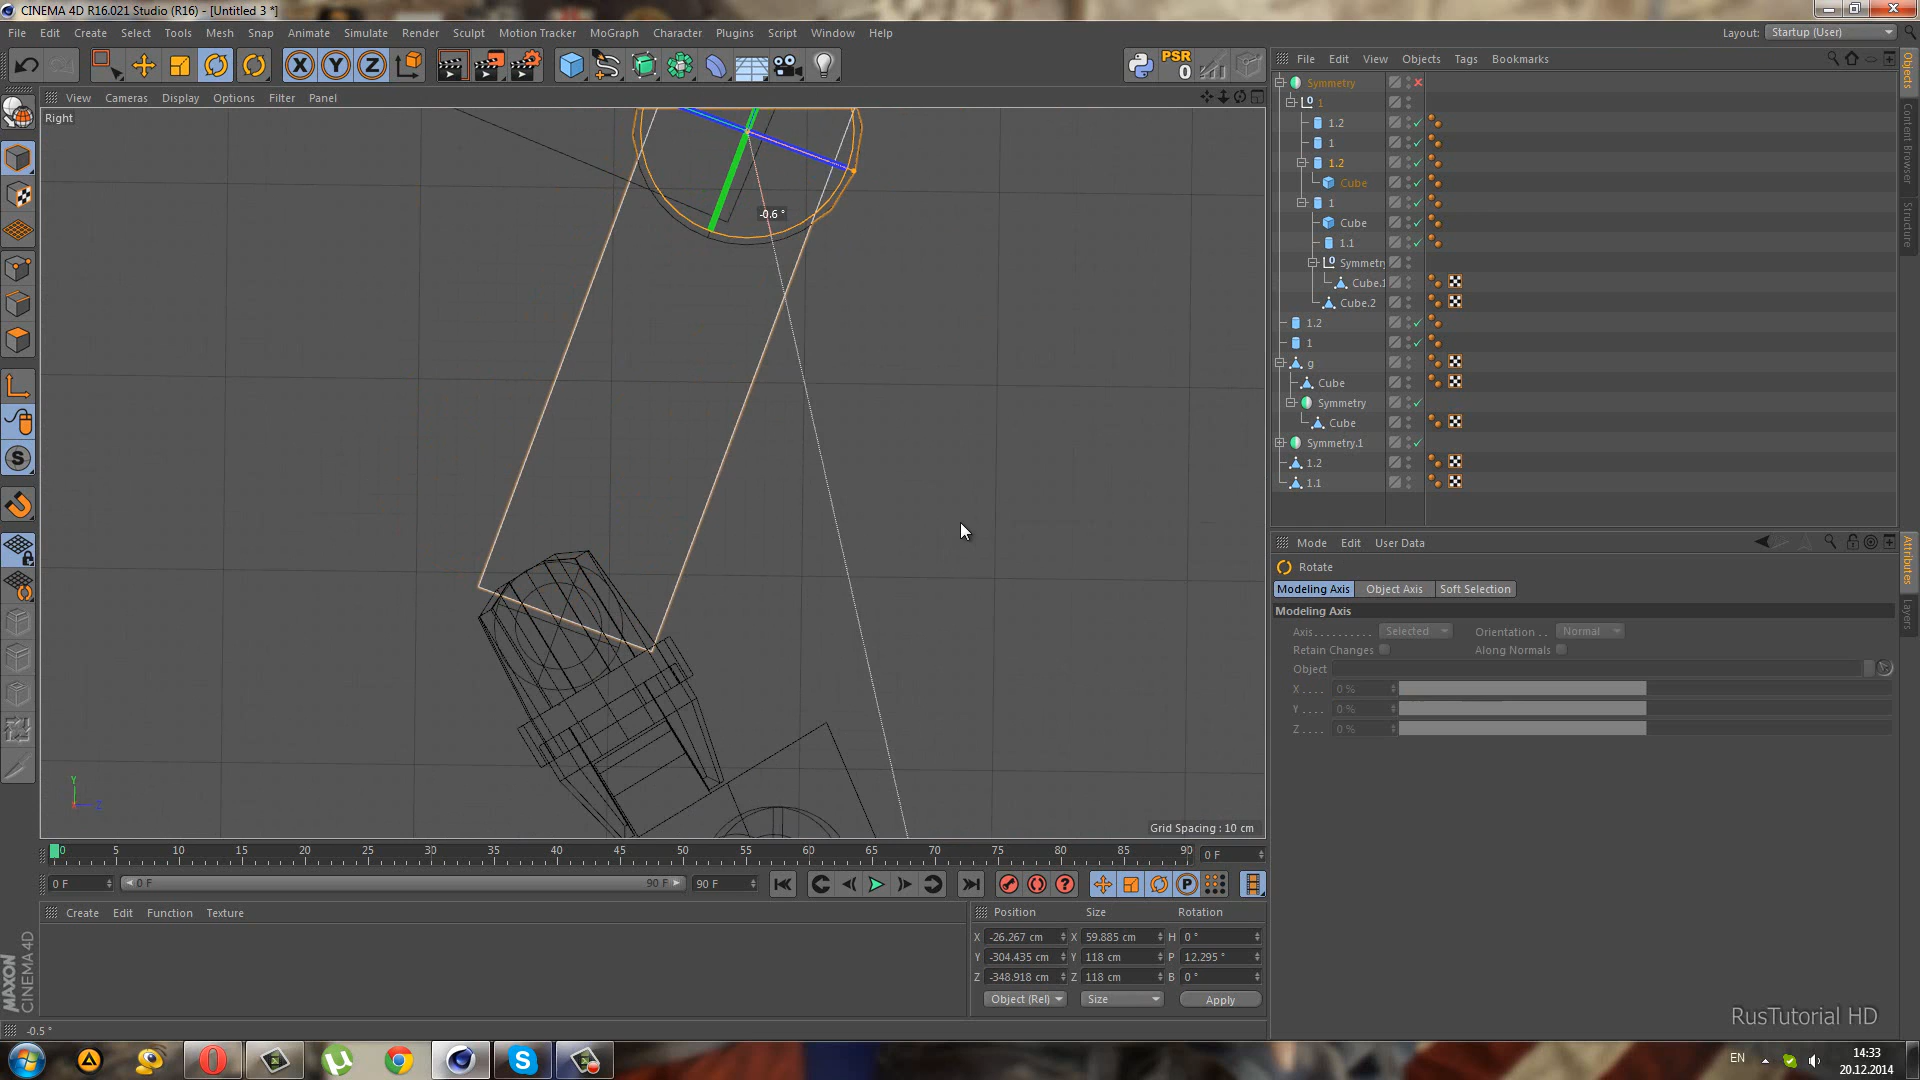 CINEMA 4D R16.021 Studio (R16) - [Untitled 3 *]
File Edit Create Select Tools Mesh Snap Animate Simulate Render Sculpt Motion Tracker MoGraph Character Plugins Script Window Help
Layout: Startup (User)
X Y Z
PSR
0
File Edit View Objects Tags Bookmarks
View Cameras Display Options Filter Panel
Right
-0.6 °
Y
Z
Grid Spacing : 10 cm
Symmetry
1
1.2
1
1.2
Cube
1
Cube
1.1
Symmetry
Cube.1
Cube.2
1.2
1
g
Cube
Symmetry
Cube
Symmetry.1
1.2
1.1
Objects
Content Browser
Structure
Mode Edit User Data
Rotate
Modeling Axis Object Axis Soft Selection
Modeling Axis
Axis . . . . . . . . . . Selected Orientation . . Normal
Retain Changes Along Normals
Object
X . . . . 0 %
Y . . . . 0 %
Z . . . . 0 %
Attributes
Layers
0 5 10 15 20 25 30 35 40 45 50 55 60 65 70 75 80 85 90 0 F
0 F 0 F 90 F 90 F
Create Edit Function Texture
Position Size Rotation
X -26.267 cm X 59.885 cm H 0 °
Y -304.435 cm Y 118 cm P 12.295 °
Z -348.918 cm Z 118 cm B 0 °
Object (Rel) Size Apply
MAXON
CINEMA 4D
-0.5 °
RusTutorial HD
EN
14:33
20.12.2014